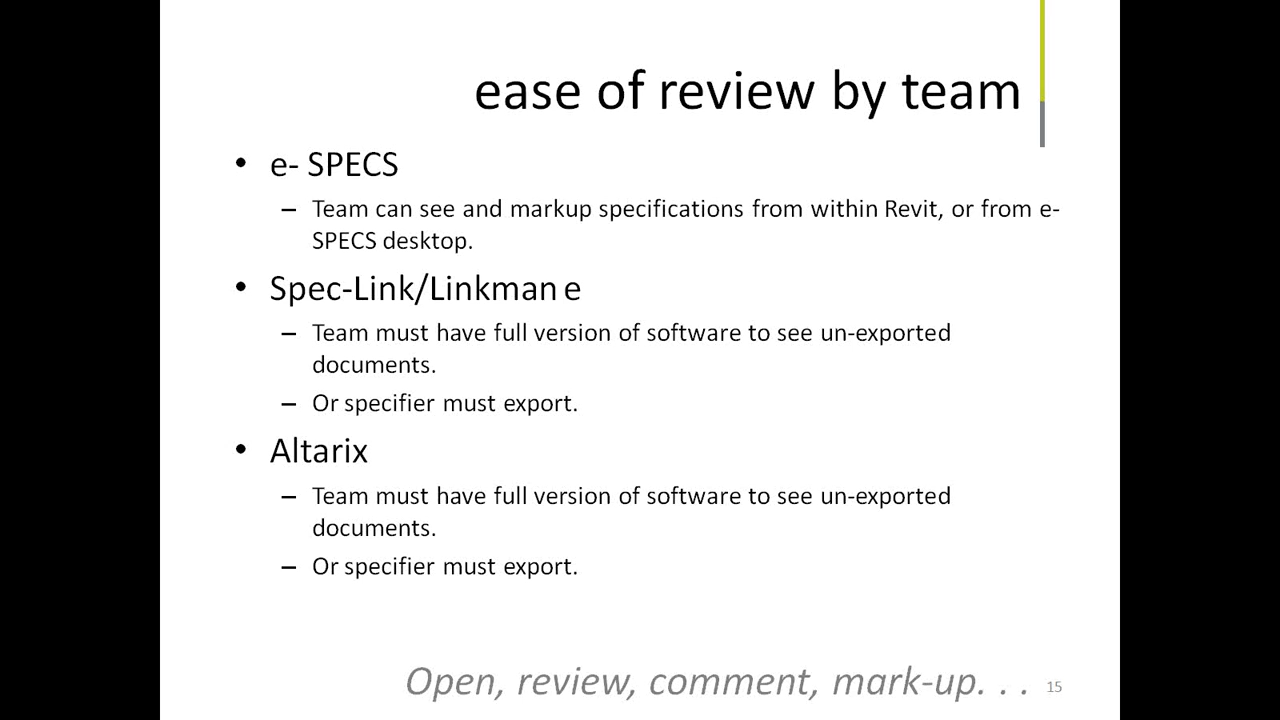 ease of review by team
• e- SPECS
– Team can see and markup specifications from within Revit, or from e-
SPECS desktop.
• Spec-Link/Linkman e
– Team must have full version of software to see un-exported
documents.
– Or specifier must export.
• Altarix
– Team must have full version of software to see un-exported
documents.
– Or specifier must export.
Open, review, comment, mark-up. . . 15